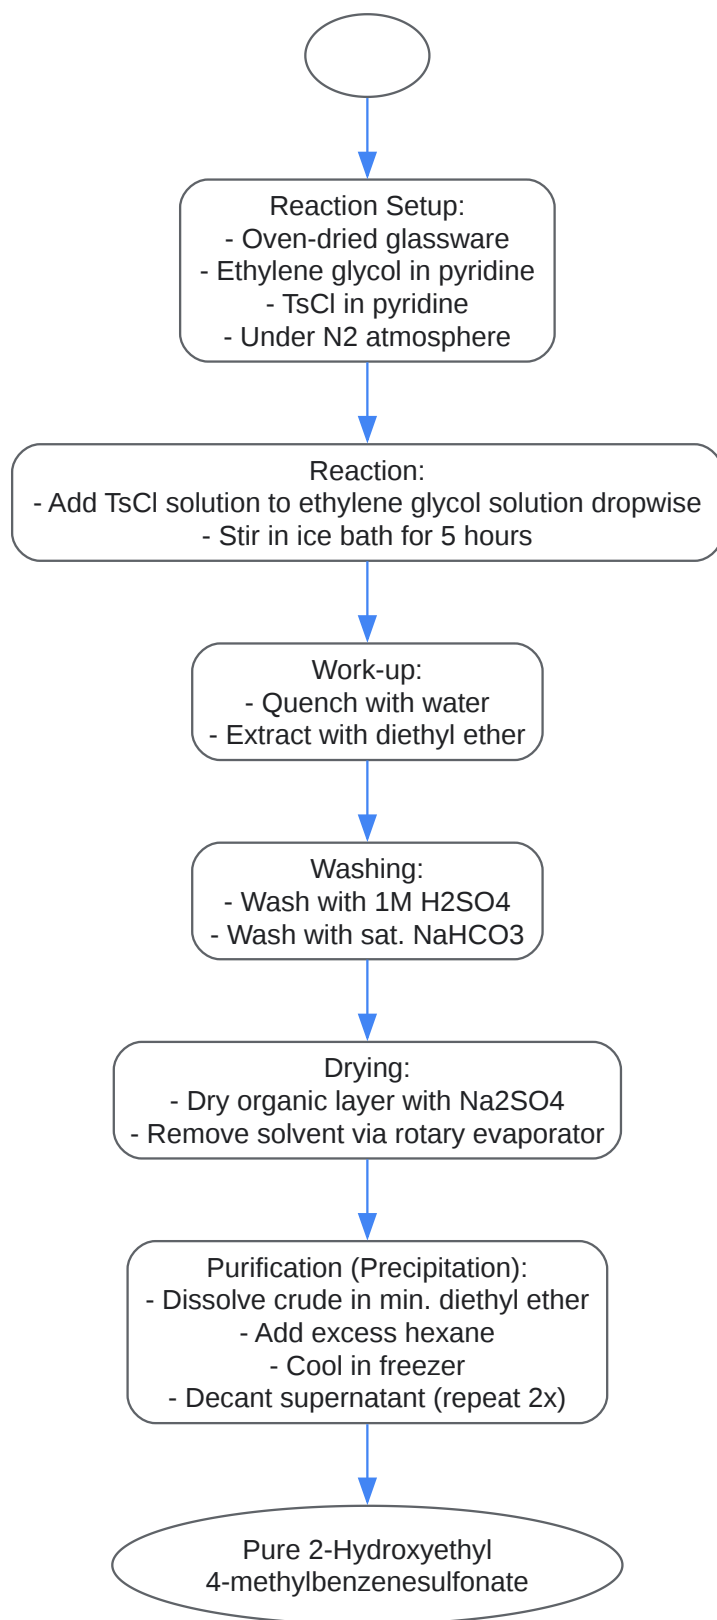 Reaction Setup:
- Oven-dried glassware
- Ethylene glycol in pyridine
- TsCl in pyridine
- Under N2 atmosphere
Reaction:
- Add TsCl solution to ethylene glycol solution dropwise
- Stir in ice bath for 5 hours
Work-up:
- Quench with water
- Extract with diethyl ether
Washing:
- Wash with 1M H2SO4
- Wash with sat. NaHCO3
Drying:
- Dry organic layer with Na2SO4
- Remove solvent via rotary evaporator
Purification (Precipitation):
- Dissolve crude in min. diethyl ether
- Add excess hexane
- Cool in freezer
- Decant supernatant (repeat 2x)
Pure 2-Hydroxyethyl
4-methylbenzenesulfonate